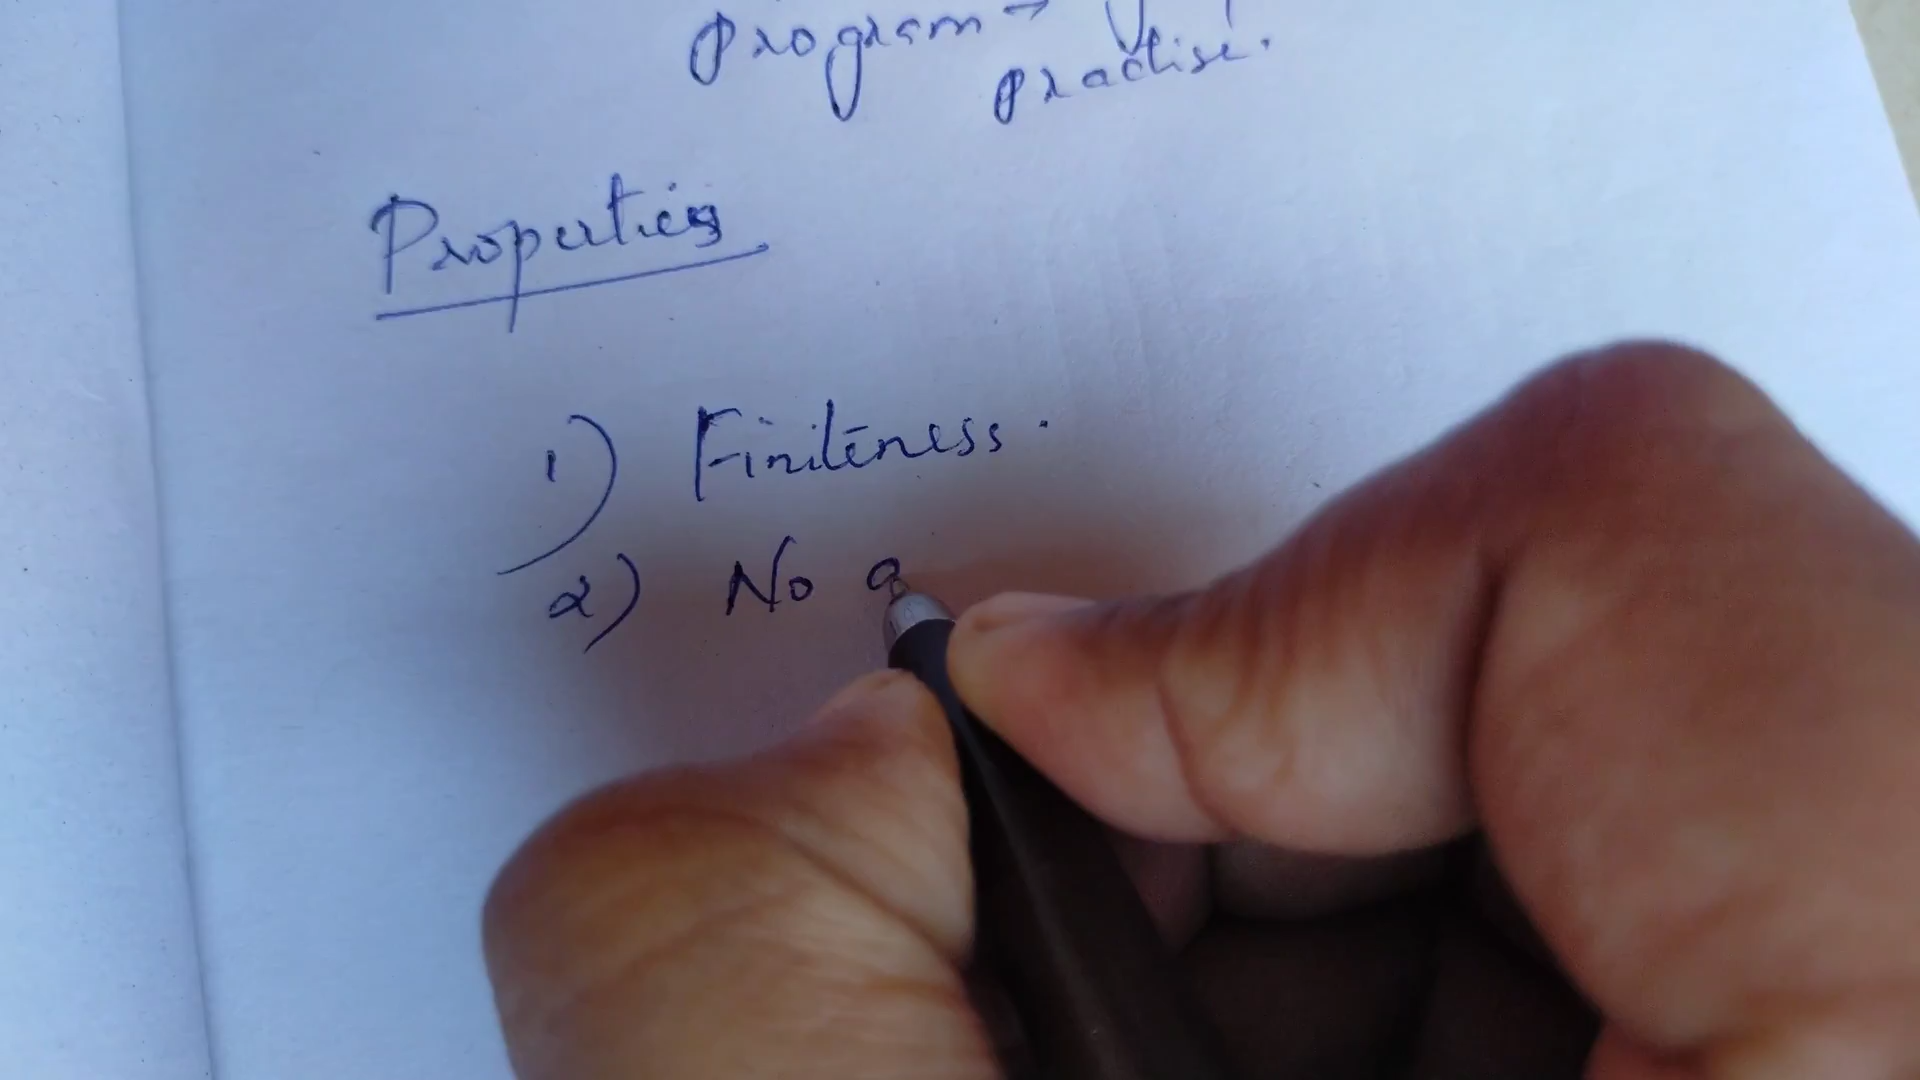 Program →
practise.
Properties
1) Finiteness.
2) No a